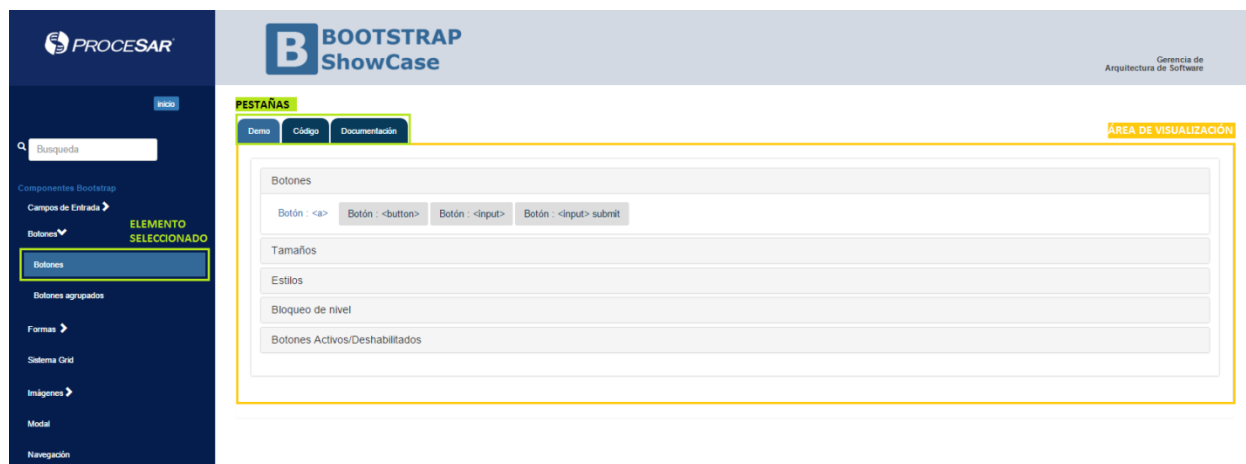 PROCESAR
BOOTSTRAP
ShowCase
Gerencia de
Arquitectura de Software
inicio
Busqueda
Componentes Bootstrap
Campos de Entrada
Botones
ELEMENTO
SELECCIONADO
Botones
Botones agrupados
Formas
Sistema Grid
Imágenes
Modal
Navegación
PESTAÑAS
Demo Código Documentación
ÁREA DE VISUALIZACIÓN
Botones
Botón : <a> Botón : <button> Botón : <input> Botón : <input> submit
Tamaños
Estilos
Bloqueo de nivel
Botones Activos/Deshabilitados